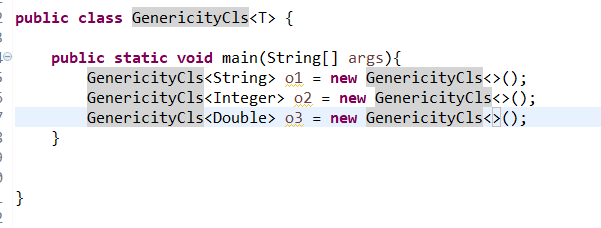 public class GenericityCls<T> {
public static void main(String[] args){
GenericityCls<String> o1 = new GenericityCls<>();
GenericityCls<Integer> o2 = new GenericityCls<>();
GenericityCls<Double> o3 = new GenericityCls<>();
}
}